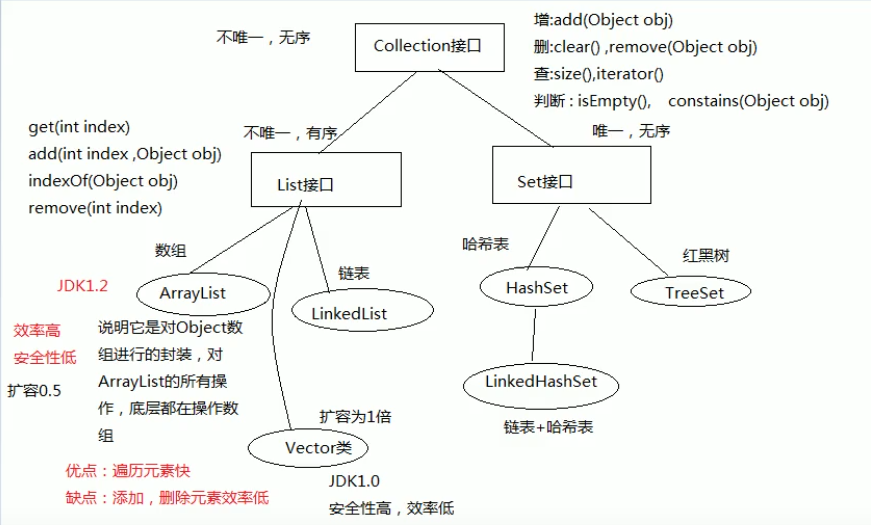 增:add(Object obj)
不唯一，无序
Collection接口
删:clear() ,remove(Object obj)
查:size(),iterator()
判断 : isEmpty(), constains(Object obj)
get(int index)
不唯一，有序
唯一，无序
add(int index ,Object obj)
indexOf(Object obj)
List接口
Set接口
remove(int index)
数组
哈希表
红黑树
链表
JDK1.2
ArrayList
LinkedList
HashSet
TreeSet
效率高
安全性低
扩容0.5
说明它是对Object数
组进行的封装，对
ArrayList的所有操
作，底层都在操作数
组
LinkedHashSet
链表+哈希表
扩容为1倍
Vector类
优点：遍历元素快
缺点：添加，删除元素效率低
JDK1.0
安全性高，效率低